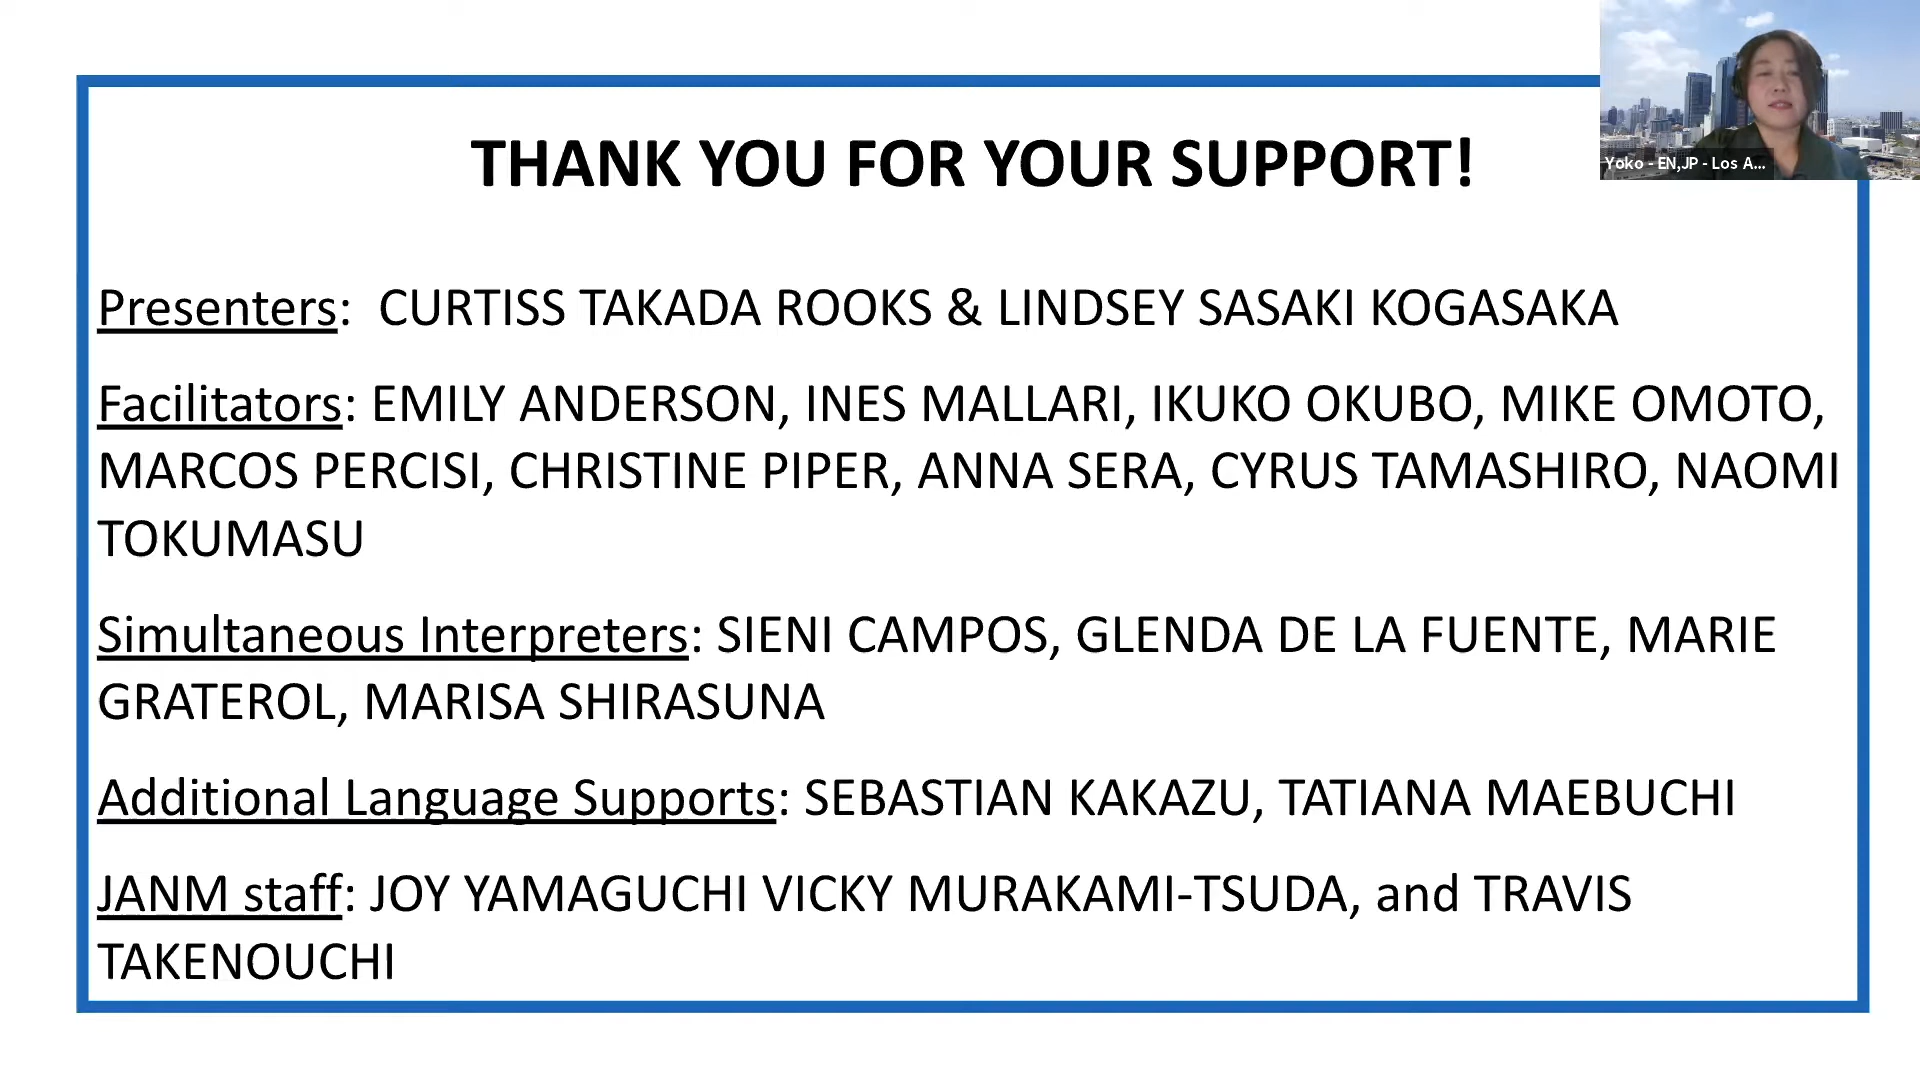 THANK YOU FOR YOUR SUPPORT!
Yoko - EN,JP - Los A...
Presenters: CURTISS TAKADA ROOKS & LINDSEY SASAKI KOGASAKA
Facilitators: EMILY ANDERSON, INES MALLARI, IKUKO OKUBO, MIKE OMOTO,
MARCOS PERCISI, CHRISTINE PIPER, ANNA SERA, CYRUS TAMASHIRO, NAOMI
TOKUMASU
Simultaneous Interpreters: SIENI CAMPOS, GLENDA DE LA FUENTE, MARIE
GRATEROL, MARISA SHIRASUNA
Additional Language Supports: SEBASTIAN KAKAZU, TATIANA MAEBUCHI
JANM staff: JOY YAMAGUCHI VICKY MURAKAMI-TSUDA, and TRAVIS
TAKENOUCHI